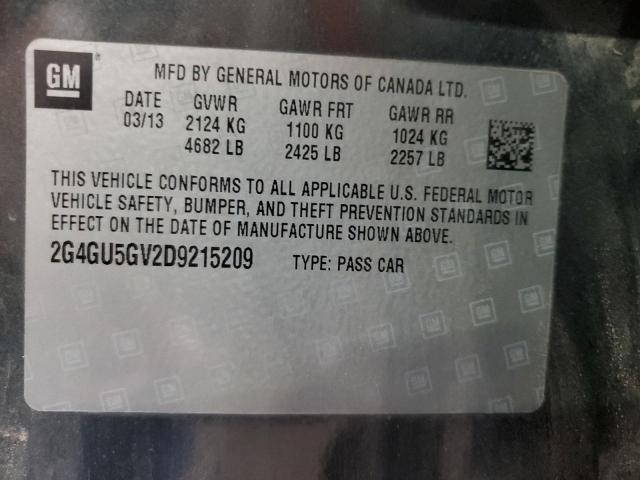 GM
MFD BY GENERAL MOTORS OF CANADA LTD.
DATE GVWR GAWR FRT GAWR RR
03/13 2124 KG 1100 KG 1024 KG
4682 LB 2425 LB 2257 LB
THIS VEHICLE CONFORMS TO ALL APPLICABLE U.S. FEDERAL MOTOR
VEHICLE SAFETY, BUMPER, AND THEFT PREVENTION STANDARDS IN
EFFECT ON THE DATE OF MANUFACTURE SHOWN ABOVE.
2G4GU5GV2D9215209 TYPE: PASS CAR